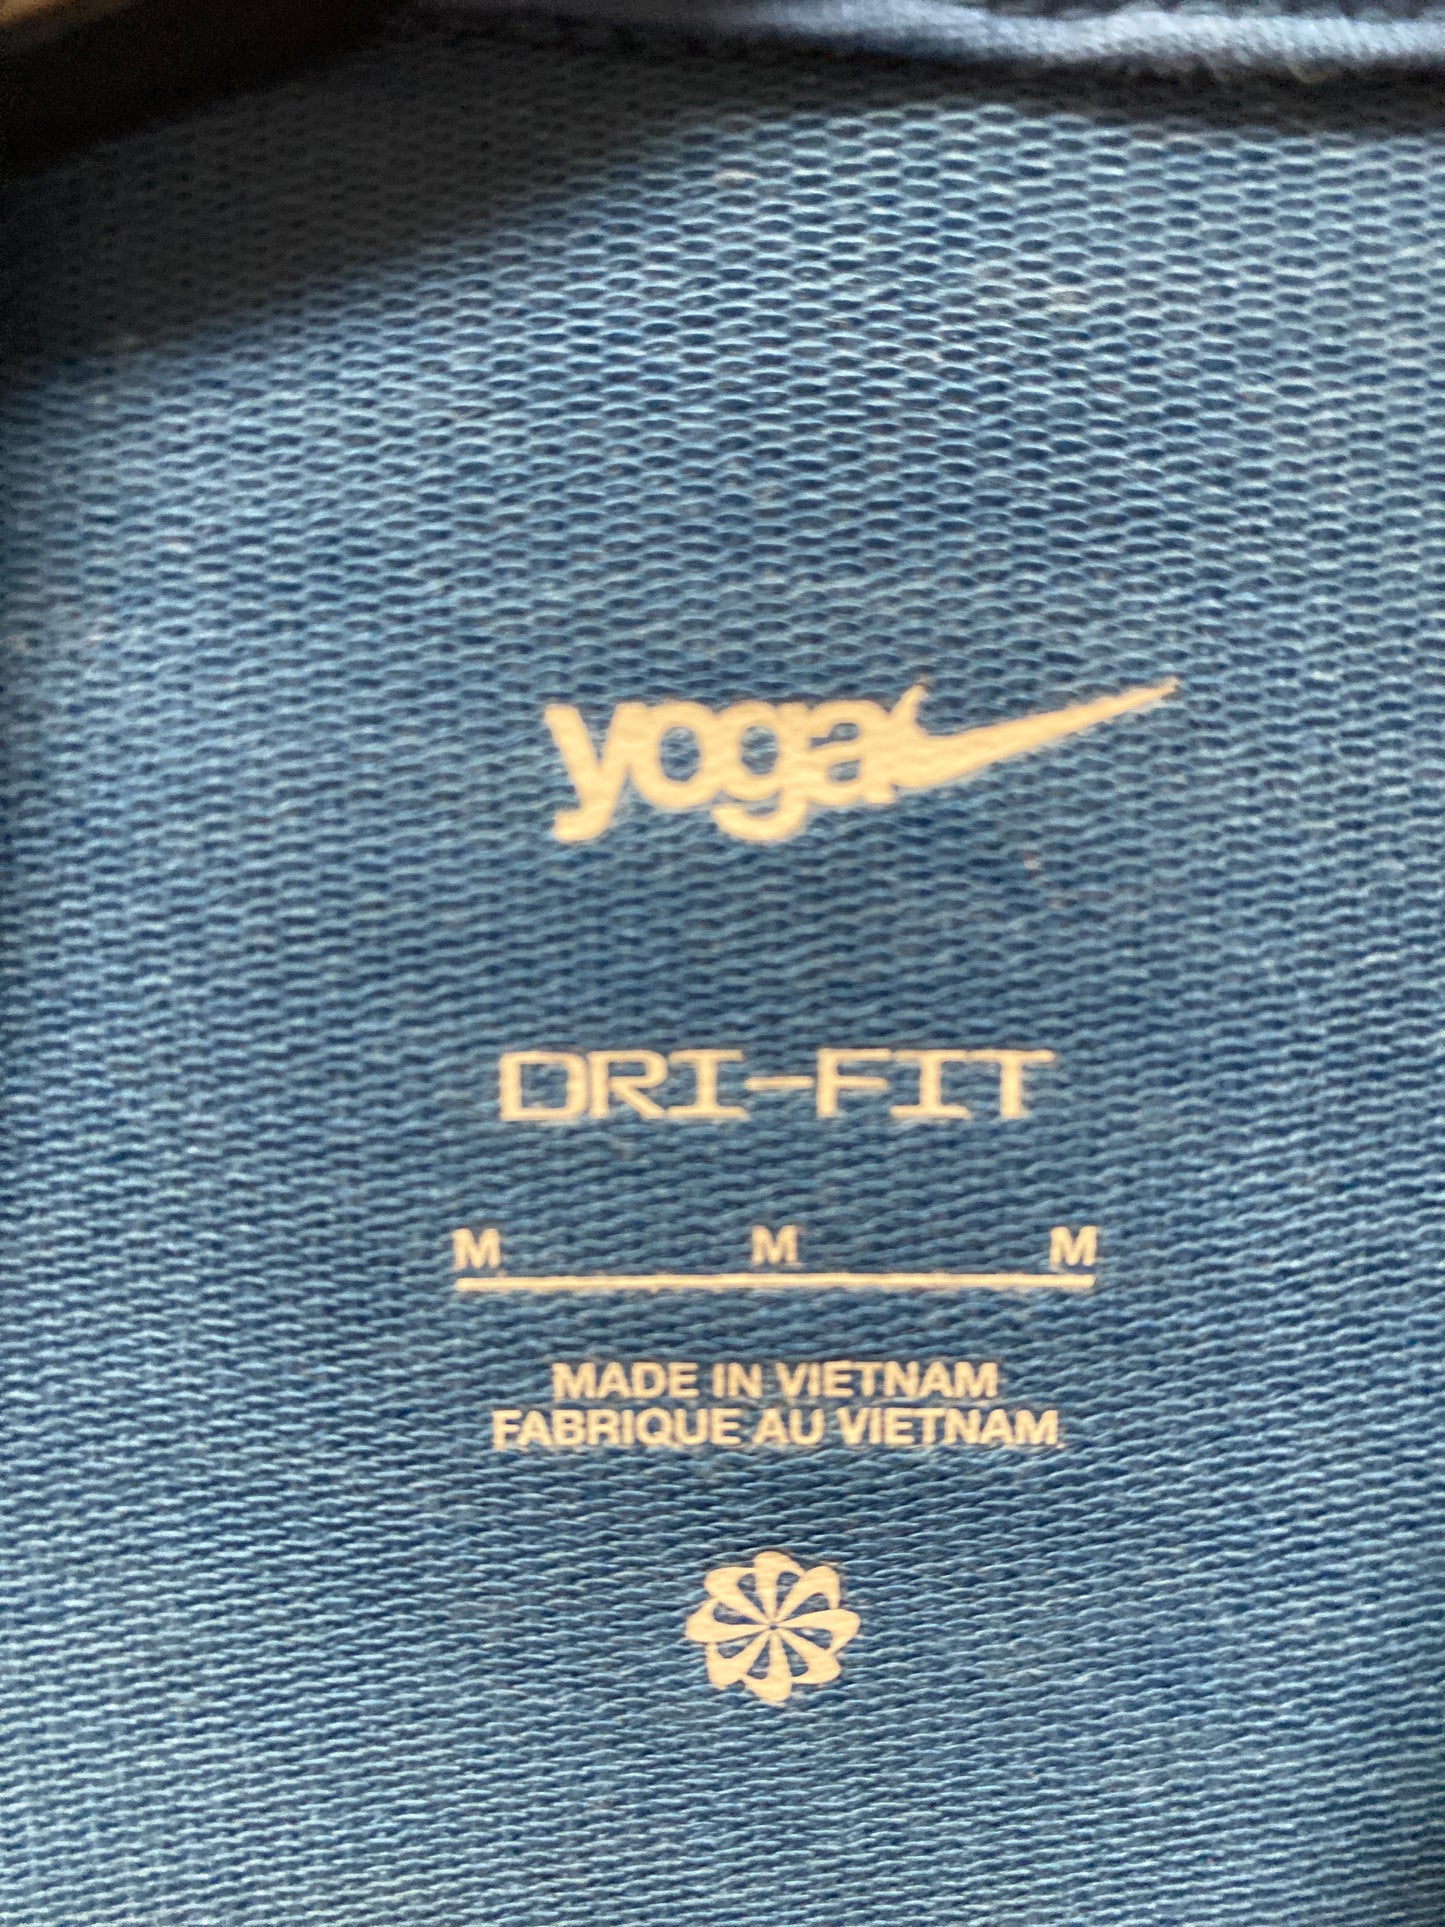 yoga
DRI-FIT
M M M
MADE IN VIETNAM
FABRIQUE AU VIETNAM